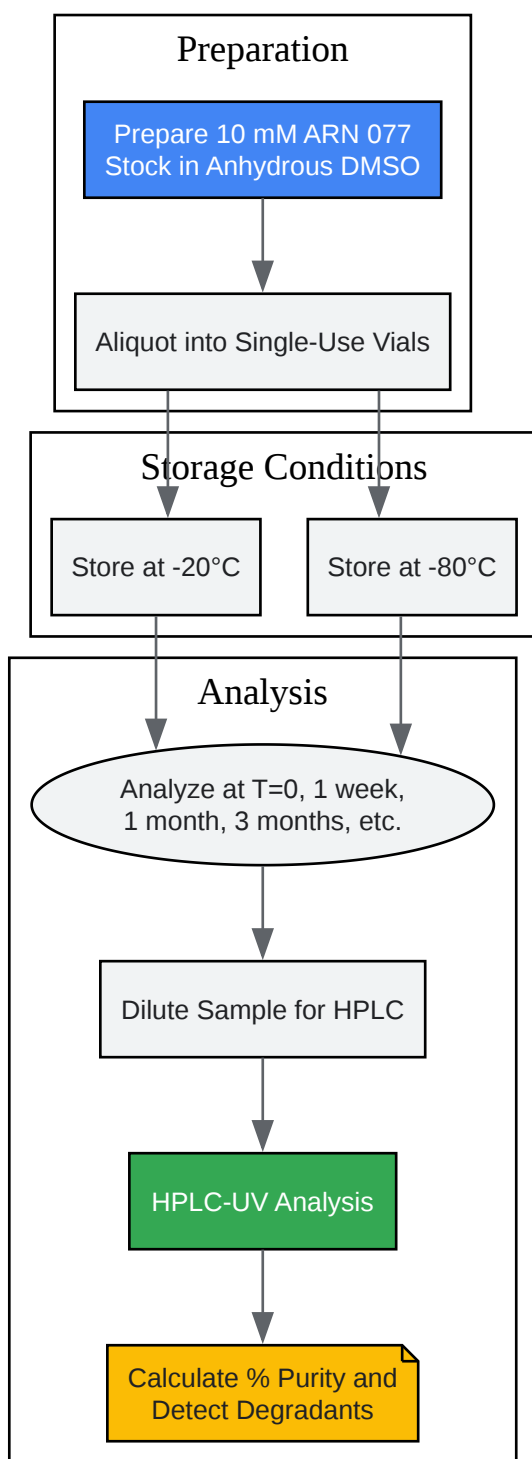 Preparation
Prepare 10 mM ARN 077
Stock in Anhydrous DMSO
Aliquot into Single-Use Vials
Storage Conditions
Store at -20°C
Store at -80°C
Analysis
Analyze at T=0, 1 week,
1 month, 3 months, etc.
Dilute Sample for HPLC
HPLC-UV Analysis
Calculate % Purity and
Detect Degradants